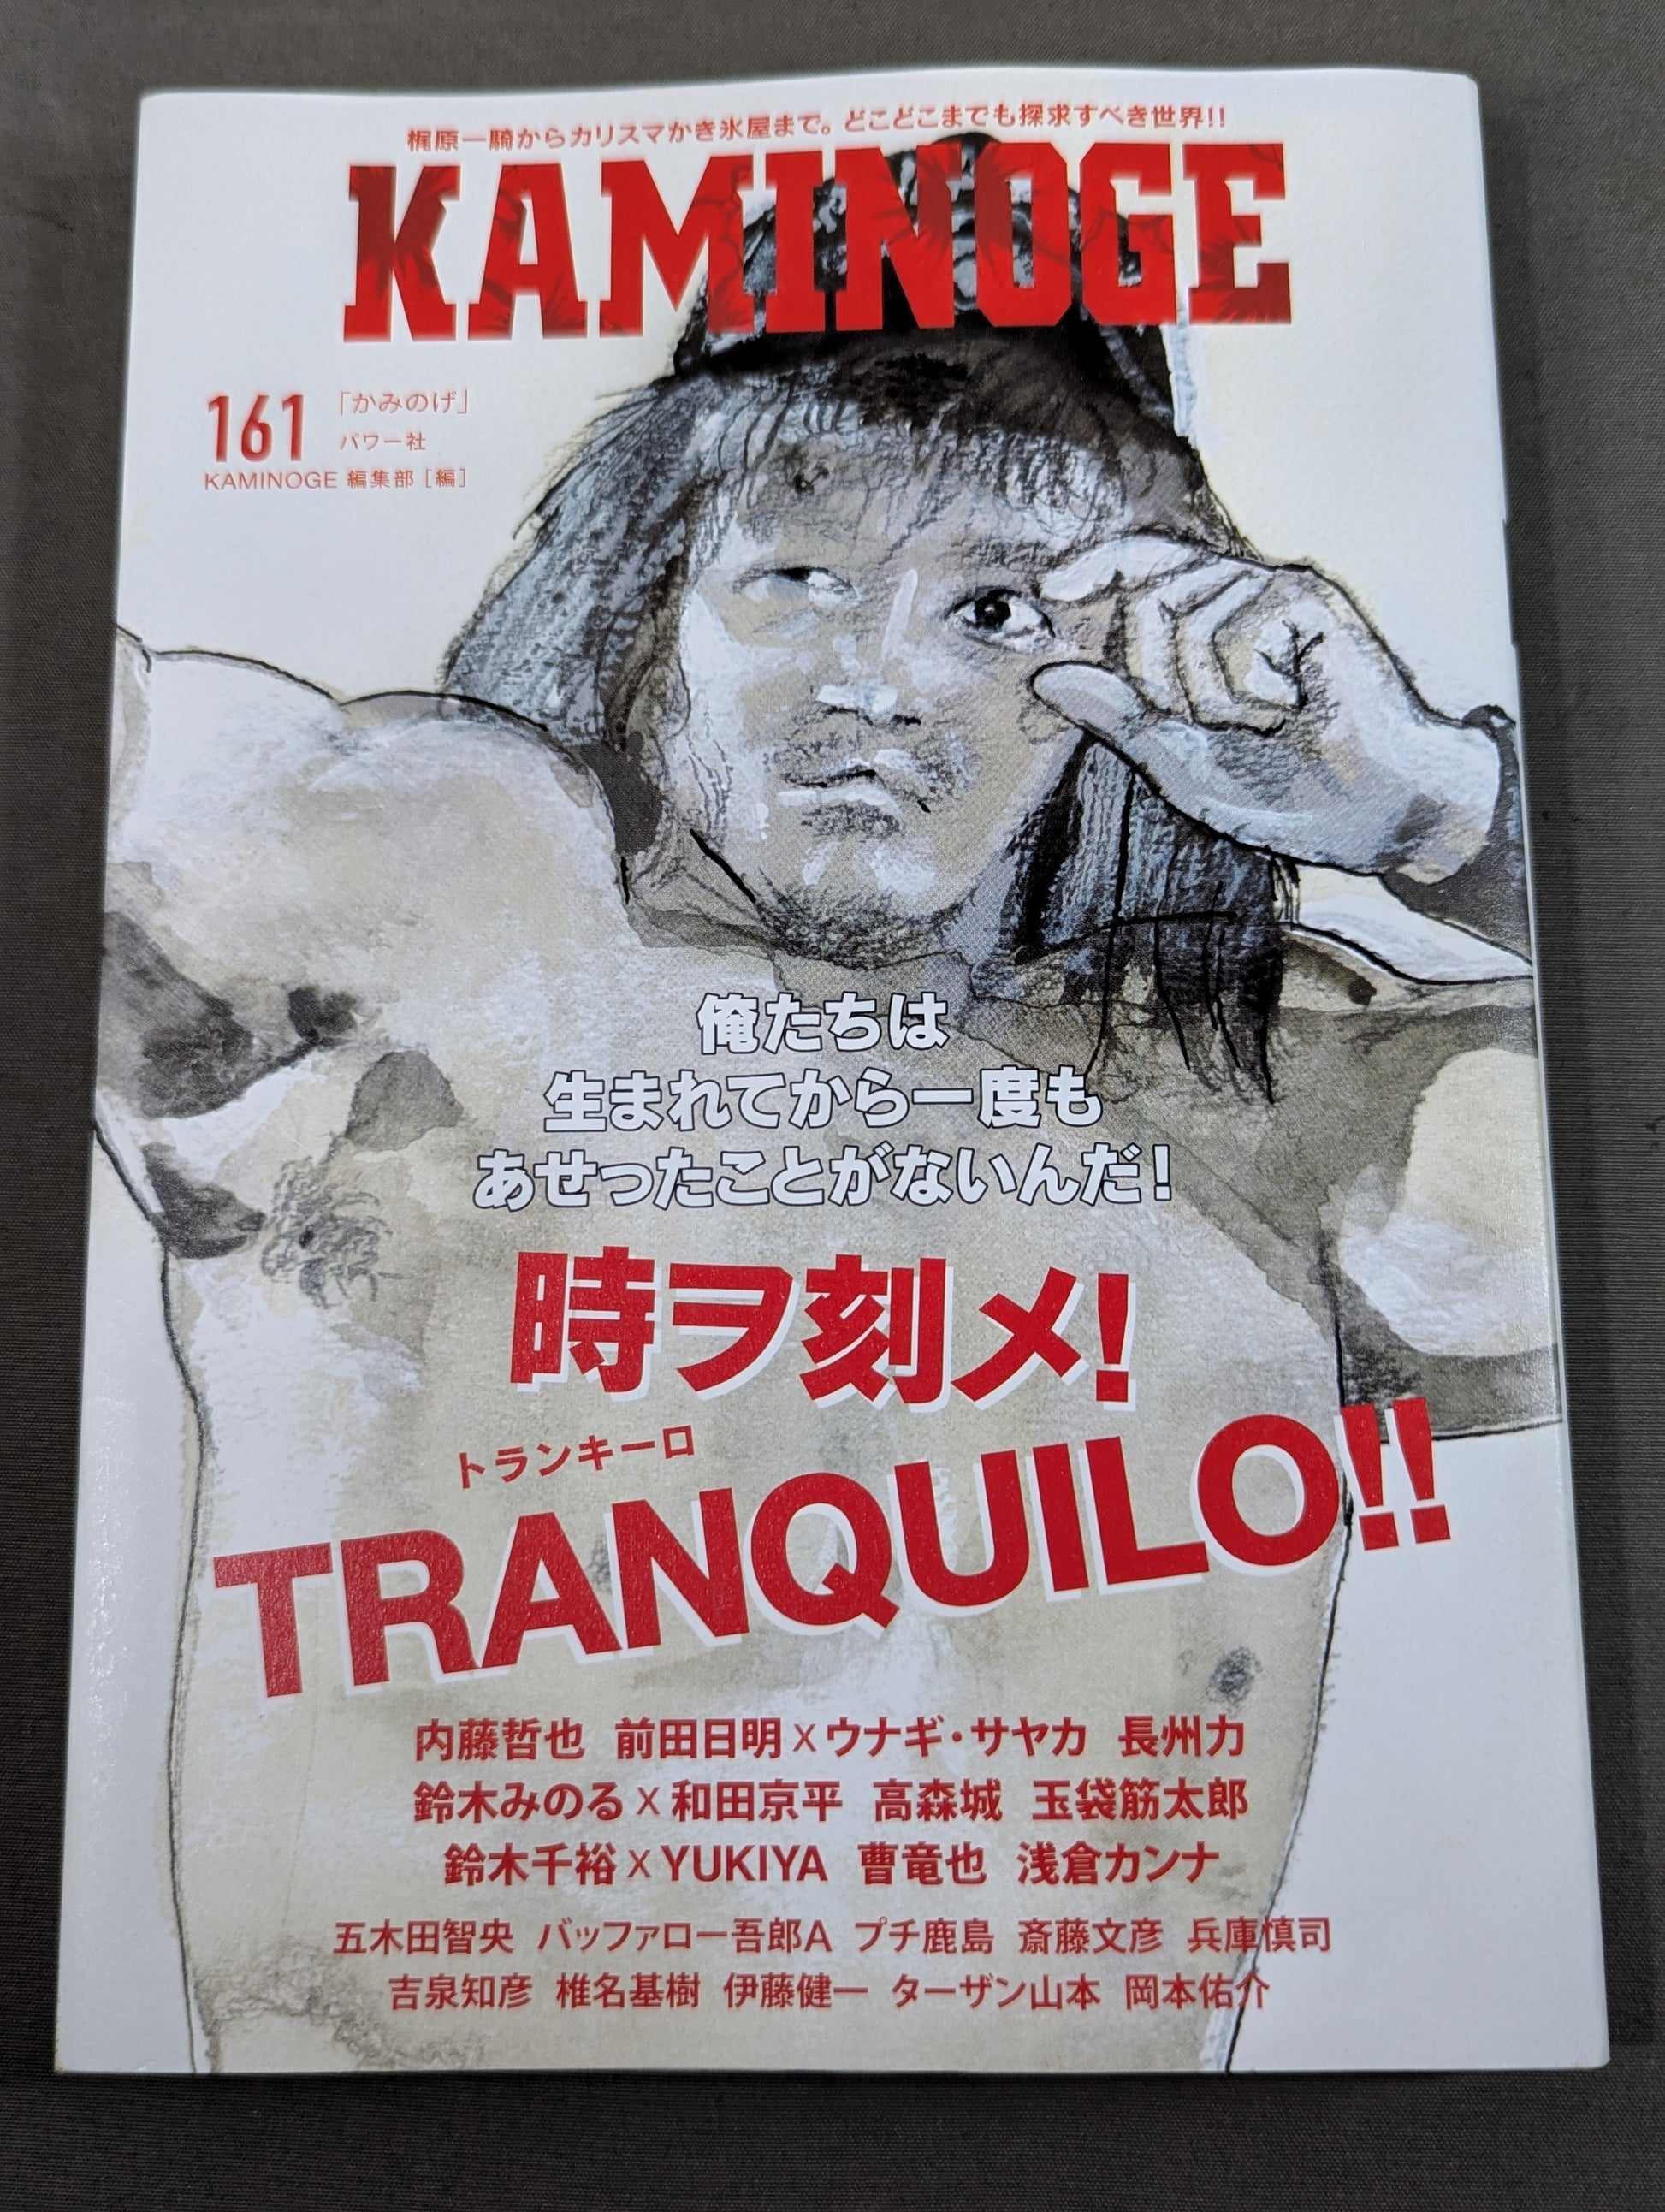 梶原一騎からカリスマかき氷屋まで。どこどこまでも探求すべき世界!!
KAMINOGE
161
「かみのげ」
パワー社
KAMINOGE 編集部［編］
俺たちは
生まれてから一度も
あせったことがないんだ！
時ヲ刻メ！
トランキーロ
TRANQUILO!!
内藤哲也 前田日明×ウナギ・サヤカ 長州力
鈴木みのる×和田京平 高森城 玉袋筋太郎
鈴木千裕×YUKIYA 曹竜也 浅倉カンナ
五木田智央 バッファロー吾郎A プチ鹿島 斎藤文彦 兵庫慎司
吉泉知彦 椎名基樹 伊藤健一 ターザン山本 岡本佑介